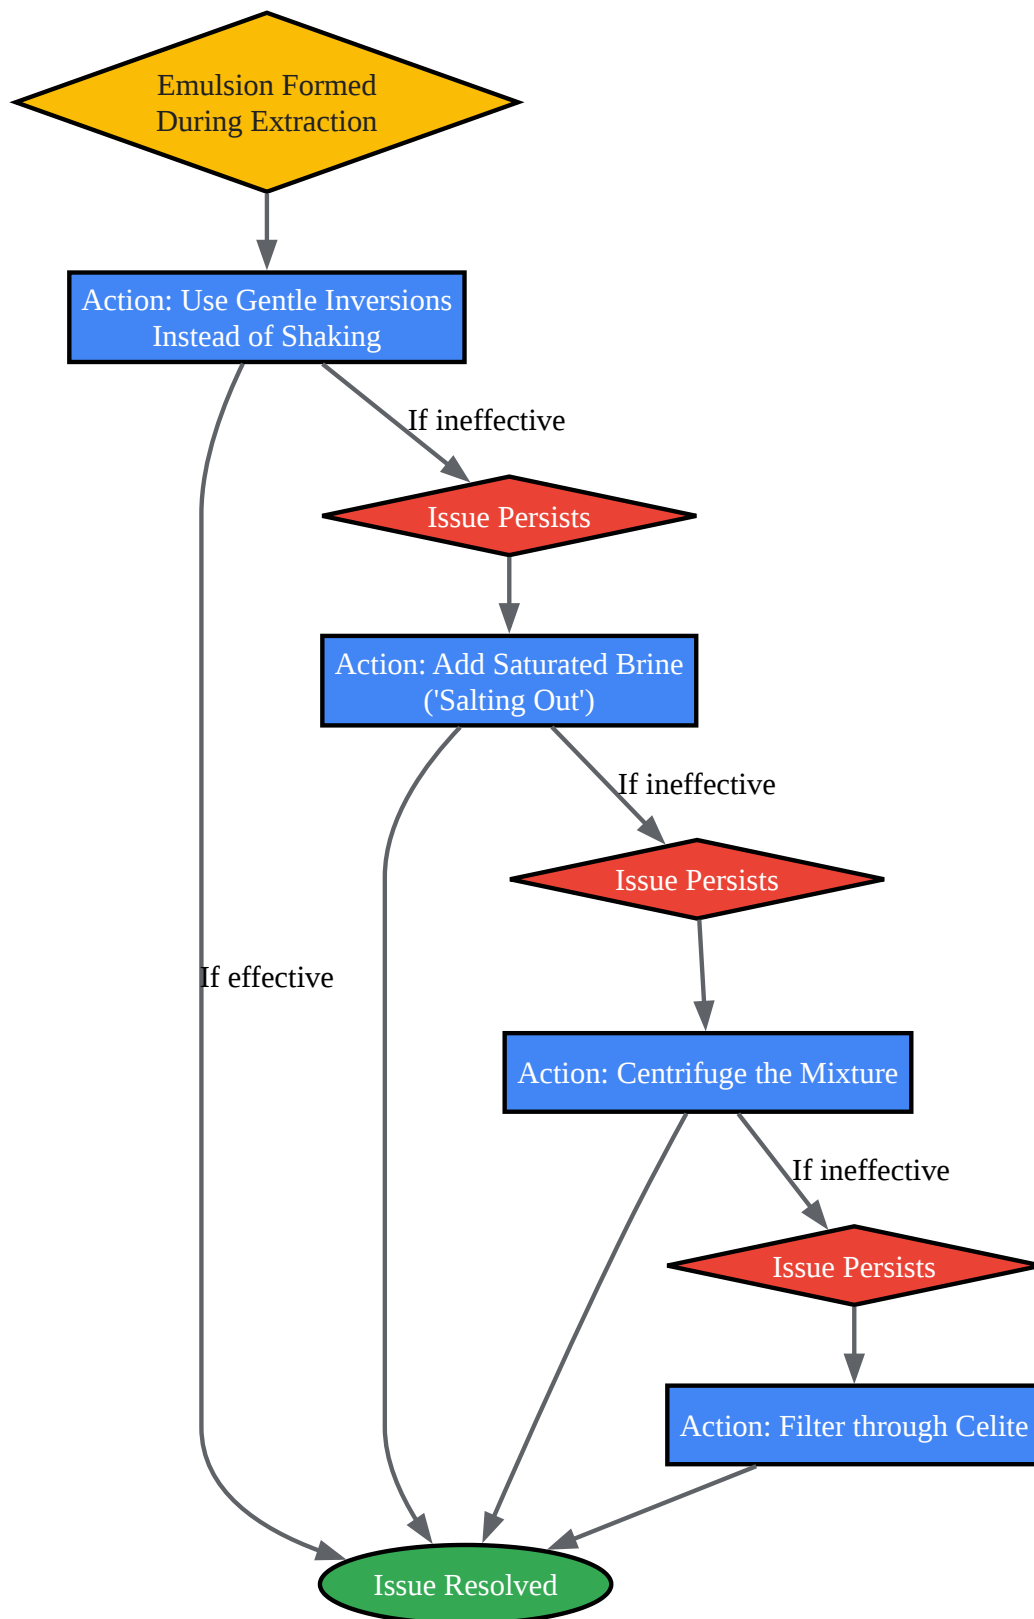 Emulsion Formed
During Extraction
Action: Use Gentle Inversions
Instead of Shaking
If ineffective
Issue Persists
Action: Add Saturated Brine
('Salting Out')
If ineffective
Issue Persists
If effective
Action: Centrifuge the Mixture
If ineffective
Issue Persists
Action: Filter through Celite
Issue Resolved